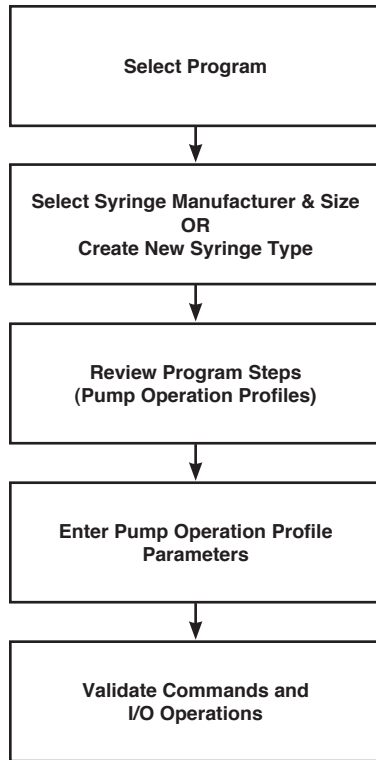 Select Program
Select Syringe Manufacturer & Size
OR
Create New Syringe Type
Review Program Steps
(Pump Operation Profiles)
Enter Pump Operation Profile
Parameters
Validate Commands and
I/O Operations